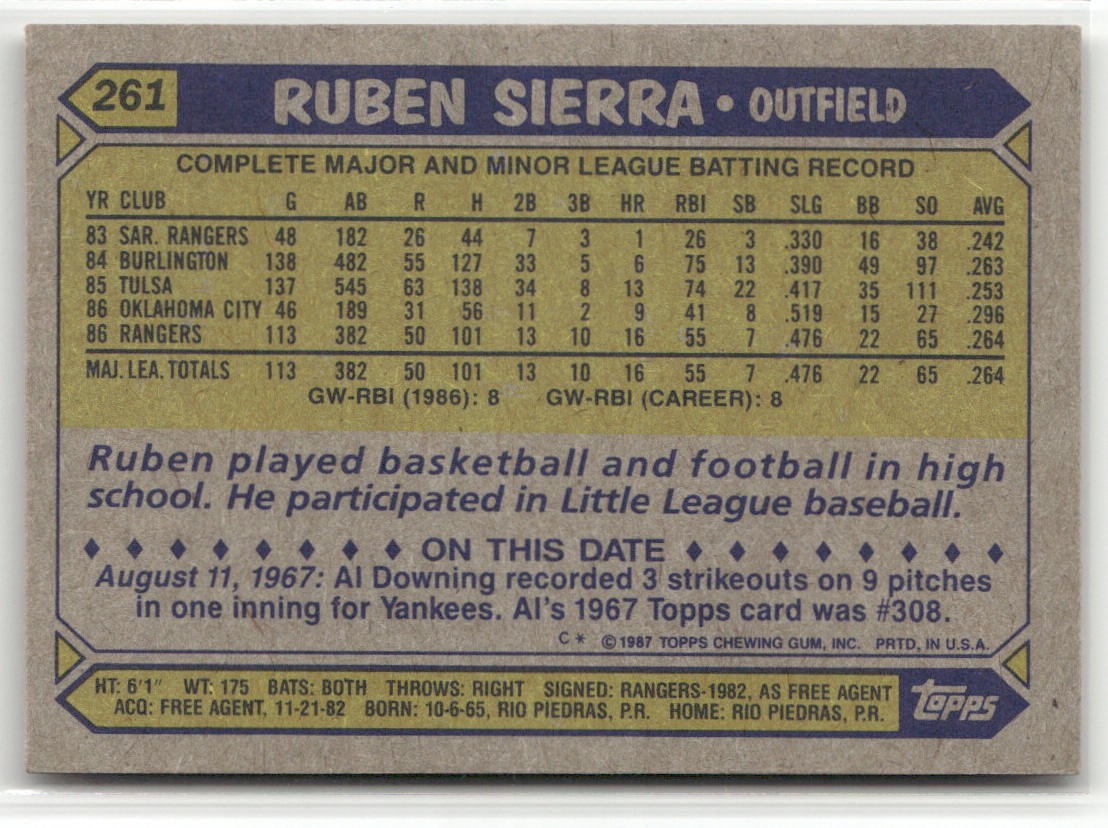 261 RUBEN SIERRA • OUTFIELD
COMPLETE MAJOR AND MINOR LEAGUE BATTING RECORD
YR CLUB G AB R H 2B 3B HR RBI SB SLG BB SO AVG
83 SAR. RANGERS 48 182 26 44 7 3 1 26 3 .330 16 38 .242
84 BURLINGTON 138 482 55 127 33 5 6 75 13 .390 49 97 .263
85 TULSA 137 545 63 138 34 8 13 74 22 .417 35 111 .253
86 OKLAHOMA CITY 46 189 31 56 11 2 9 41 8 .519 15 27 .296
86 RANGERS 113 382 50 101 13 10 16 55 7 .476 22 65 .264
MAJ. LEA. TOTALS 113 382 50 101 13 10 16 55 7 .476 22 65 .264
GW-RBI (1986): 8 GW-RBI (CAREER): 8
Ruben played basketball and football in high
school. He participated in Little League baseball.
♦ ♦ ♦ ♦ ♦ ♦ ♦ ♦ ON THIS DATE ♦ ♦ ♦ ♦ ♦ ♦ ♦ ♦
August 11, 1967: Al Downing recorded 3 strikeouts on 9 pitches
in one inning for Yankees. Al's 1967 Topps card was #308.
C * ©1987 TOPPS CHEWING GUM, INC. PRTD. IN U.S.A.
HT: 6'1" WT: 175 BATS: BOTH THROWS: RIGHT SIGNED: RANGERS-1982, AS FREE AGENT
ACQ: FREE AGENT, 11-21-82 BORN: 10-6-65, RIO PIEDRAS, P.R. HOME: RIO PIEDRAS, P.R.
TOPPS